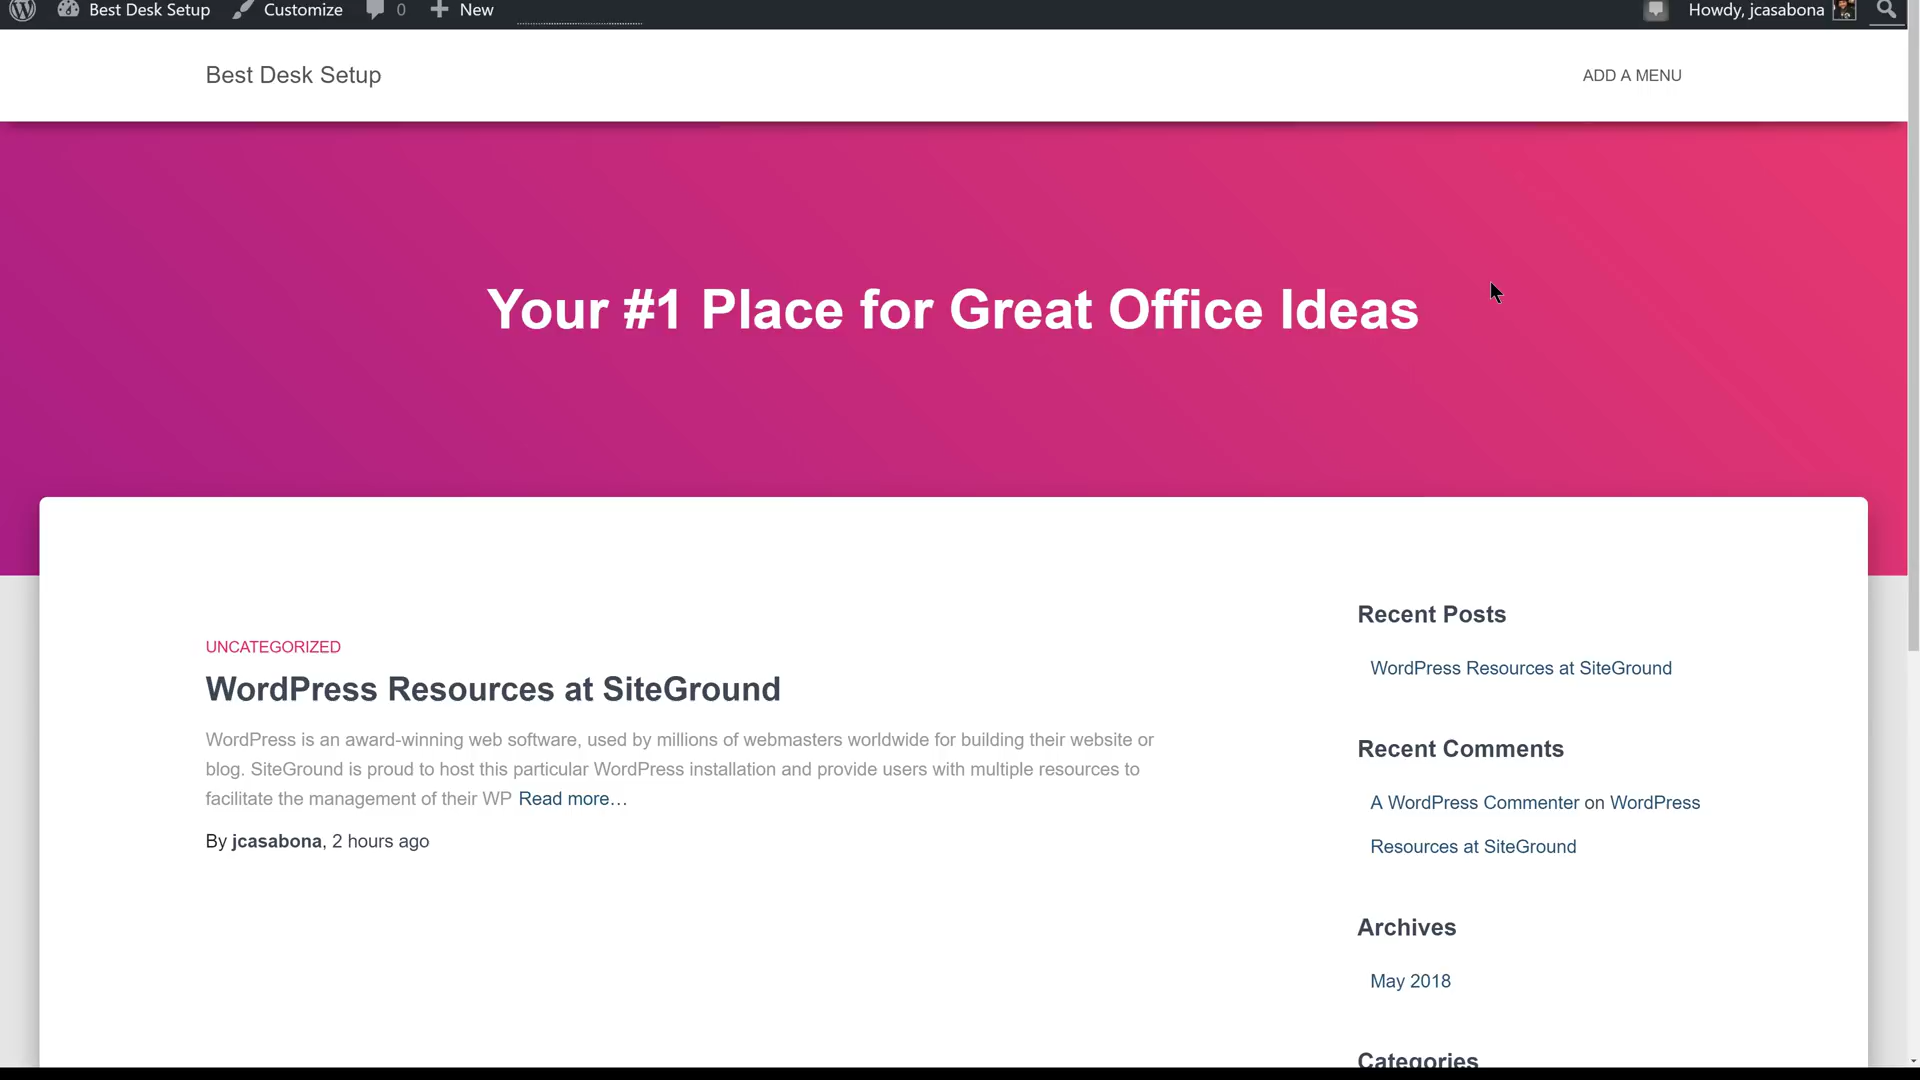 Best Desk Setup Customize 0 New Howdy, jcasabona
Best Desk Setup ADD A MENU
Your #1 Place for Great Office Ideas
UNCATEGORIZED
WordPress Resources at SiteGround
WordPress is an award-winning web software, used by millions of webmasters worldwide for building their website or
blog. SiteGround is proud to host this particular WordPress installation and provide users with multiple resources to
facilitate the management of their WP Read more…
By jcasabona, 2 hours ago
Recent Posts
WordPress Resources at SiteGround
Recent Comments
A WordPress Commenter on WordPress
Resources at SiteGround
Archives
May 2018
Categories